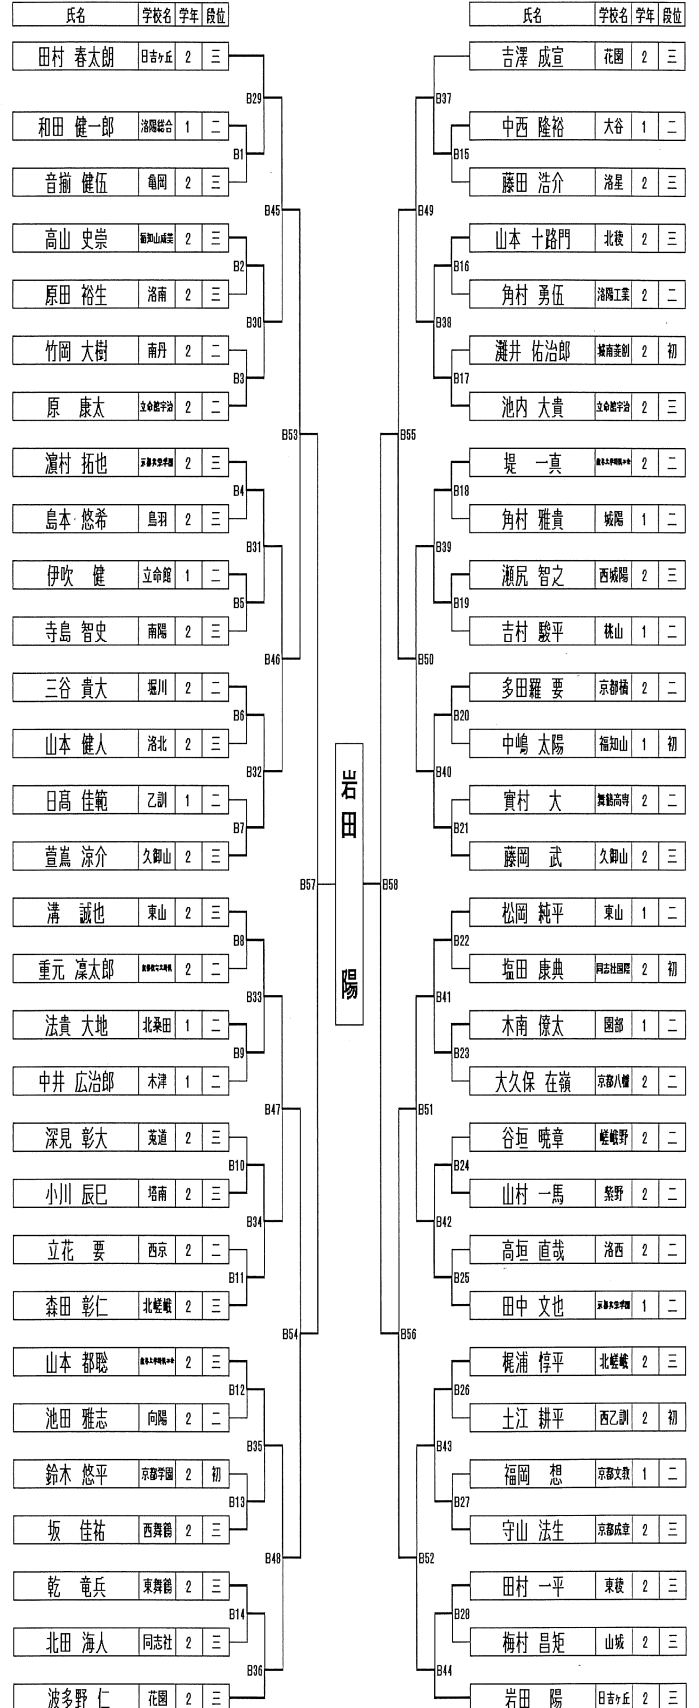 氏名 学校名 学年 段位
田村 春太朗 日吉ヶ丘 2 三
和田 健一郎 洛陽総合 1 二
音揃 健伍 亀岡 2 三
高山 史崇 福知山成美 2 三
原田 裕生 洛南 2 三
竹岡 大樹 南丹 2 二
原 康太 立命館宇治 2 二
濵村 拓也 2 三
島本 悠希 鳥羽 2 三
伊吹 健 立命館 1 二
寺島 智史 南陽 2 三
三谷 貴大 堀川 2 二
山本 健人 洛北 2 三
日髙 佳範 乙訓 1 二
萱嶌 涼介 久御山 2 三
溝 誠也 東山 2 三
重元 凜太郎 2 二
法貴 大地 北桑田 1 二
中井 広治郎 木津 1 二
深見 彰大 莵道 2 三
小川 辰巳 塔南 2 三
立花 要 西京 2 二
森田 彰仁 北嵯峨 2 三
山本 都聡 2 三
池田 雅志 向陽 2 二
鈴木 悠平 京都学園 2 初
坂 佳祐 西舞鶴 2 三
乾 竜兵 東舞鶴 2 三
北田 海人 同志社 2 三
波多野 仁 花園 2 三
B29
B1
B45
B2
B30
B3
B53
B4
B31
B5
B46
B6
B32
B7
B57
B8
B33
B9
B47
B10
B34
B11
B54
B12
B35
B13
B48
B14
B36
岩田 陽
B37
B15
B49
B16
B38
B17
B55
B18
B39
B19
B50
B20
B40
B21
B58
B22
B41
B23
B51
B24
B42
B25
B56
B26
B43
B27
B52
B28
B44
氏名 学校名 学年 段位
吉澤 成宣 花園 2 三
中西 隆裕 大谷 1 二
藤田 浩介 洛星 2 三
山本 十路門 北稜 2 三
角村 勇伍 洛陽工業 2 二
灘井 佑治郎 城南菱創 2 初
池内 大貴 立命館宇治 2 三
堤 一真 2 二
角村 雅貴 城陽 1 二
瀬尻 智之 西城陽 2 三
吉村 駿平 桃山 1 二
多田羅 要 京都橘 2 二
中嶋 太陽 福知山 1 初
實村 大 舞鶴高専 2 二
藤岡 武 久御山 2 三
松岡 純平 東山 1 二
塩田 康典 同志社国際 2 初
木南 僚太 園部 1 二
大久保 在嶺 京都八幡 2 二
谷垣 暁章 嵯峨野 2 二
山村 一馬 紫野 2 二
高垣 直哉 洛西 2 二
田中 文也 1 二
梶浦 惇平 北嵯峨 2 三
土江 耕平 西乙訓 2 初
福岡 想 京都文教 1 二
守山 法生 京都成章 2 三
田村 一平 東稜 2 三
梅村 昌矩 山城 2 三
岩田 陽 日吉ヶ丘 2 三